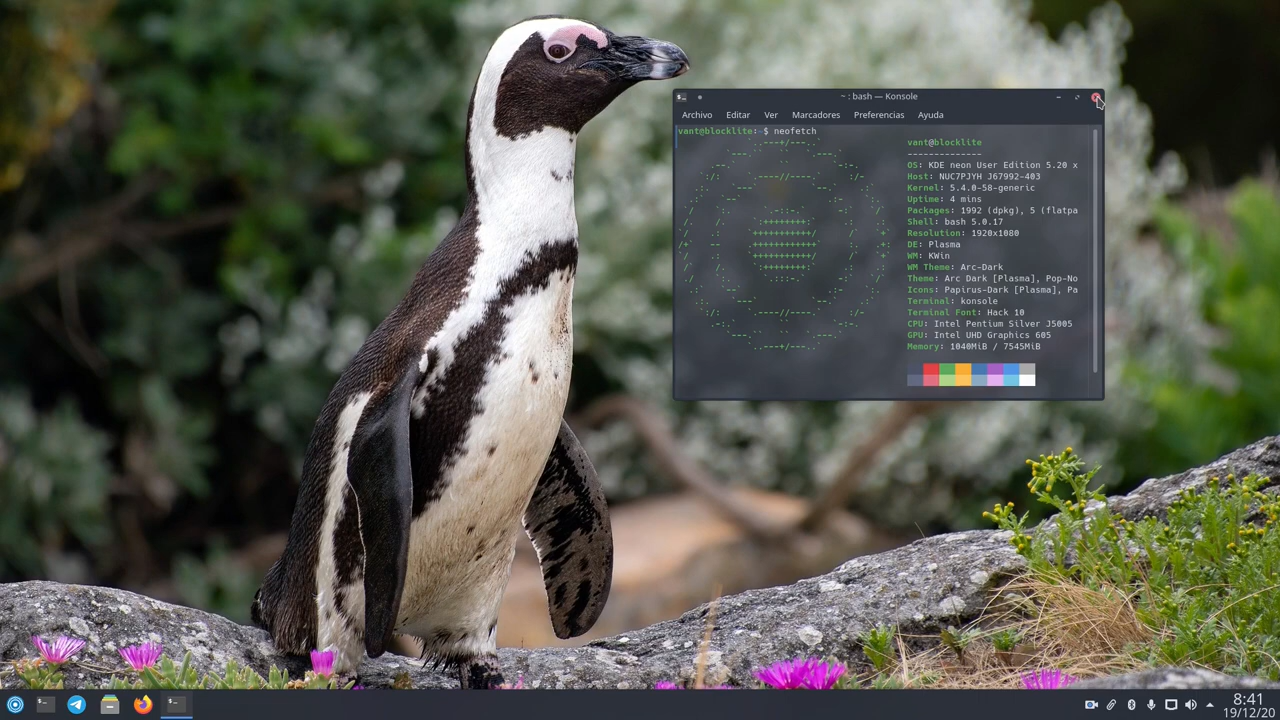 ~ : bash — Konsole
Archivo Editar Ver Marcadores Preferencias Ayuda
vant@blocklite: $ neofetch
vant@blocklite
--------------
OS: KDE neon User Edition 5.20 x
Host: NUC7PJYH J67992-403
Kernel: 5.4.0-58-generic
Uptime: 4 mins
Packages: 1992 (dpkg), 5 (flatpa
Shell: bash 5.0.17
Resolution: 1920x1080
DE: Plasma
WM: KWin
WM Theme: Arc-Dark
Theme: Arc Dark [Plasma], Pop-No
Icons: Papirus-Dark [Plasma], Pa
Terminal: konsole
Terminal Font: Hack 10
CPU: Intel Pentium Silver J5005
GPU: Intel UHD Graphics 605
Memory: 1040MiB / 7545MiB
8:41
19/12/20